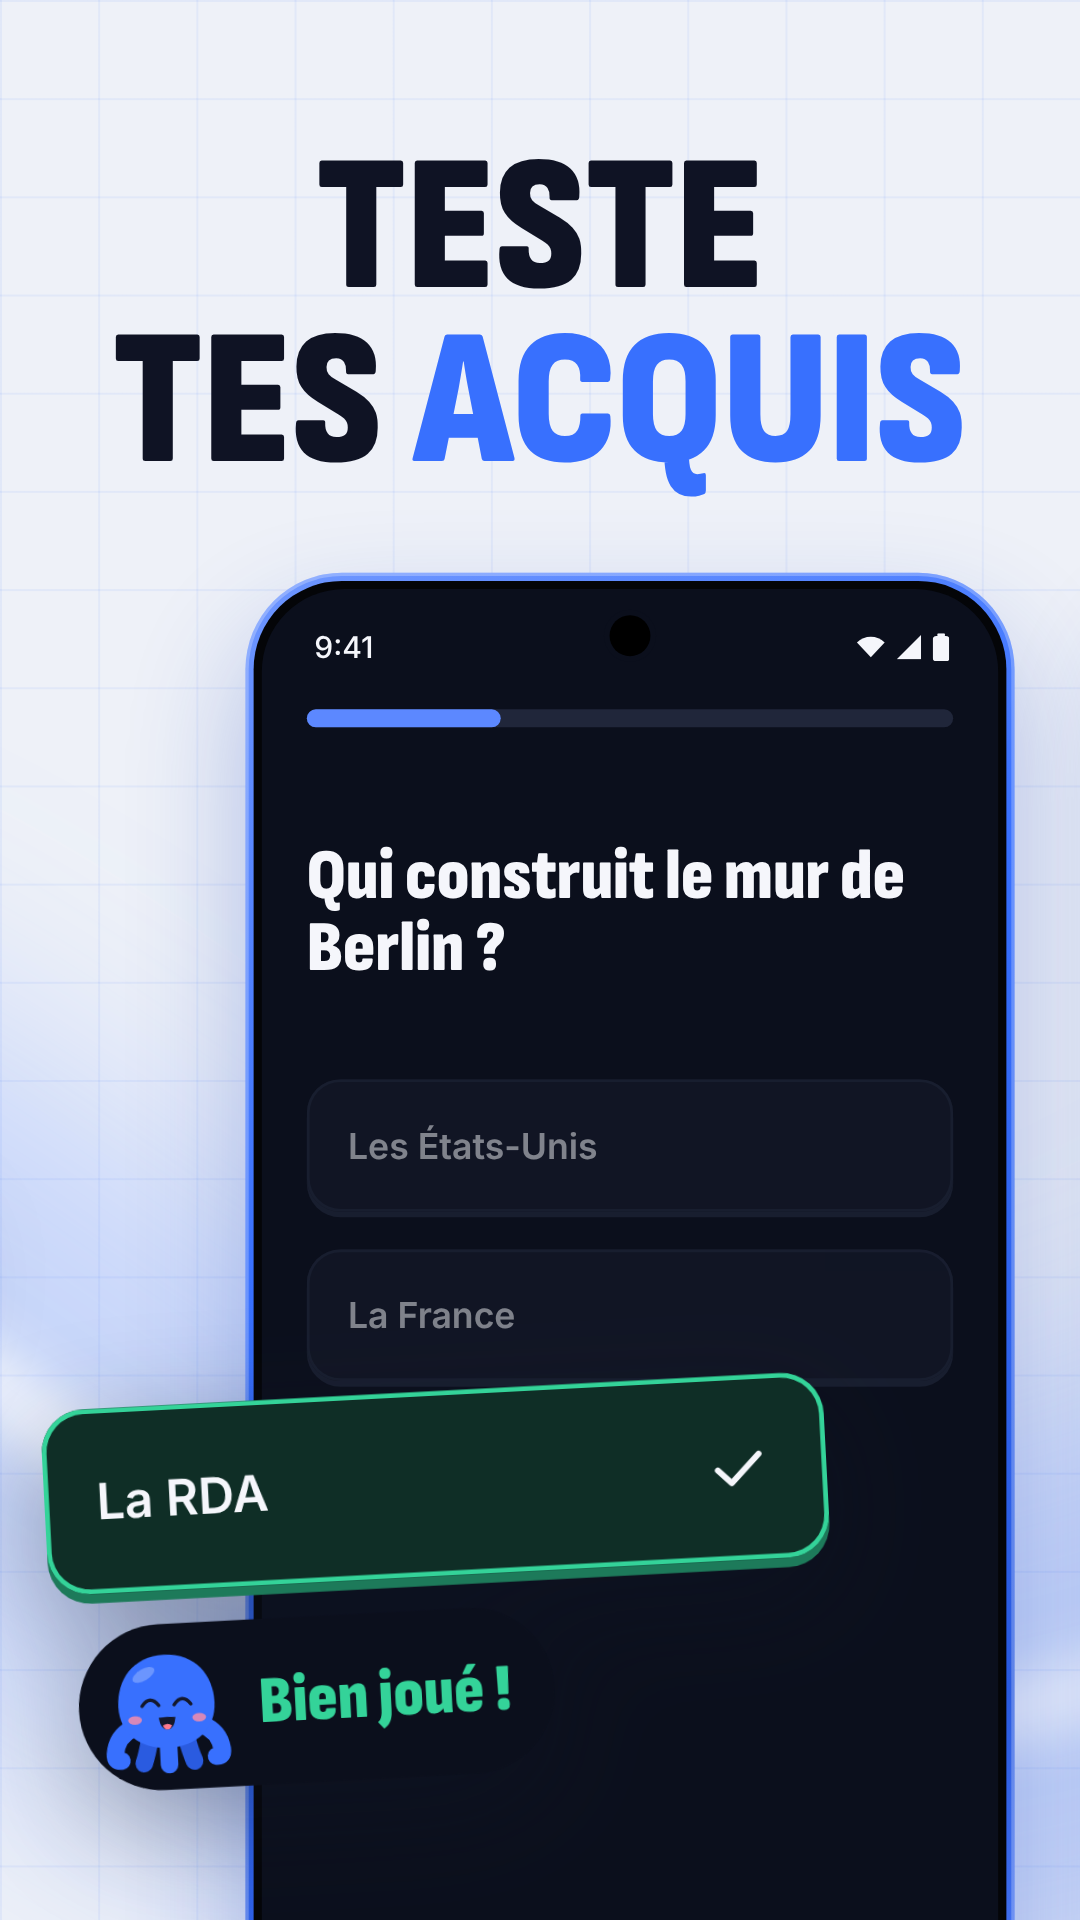 TESTE
TES ACQUIS
9:41
Qui construit le mur de
Berlin ?
Les États-Unis
La France
La RDA
Bien joué !